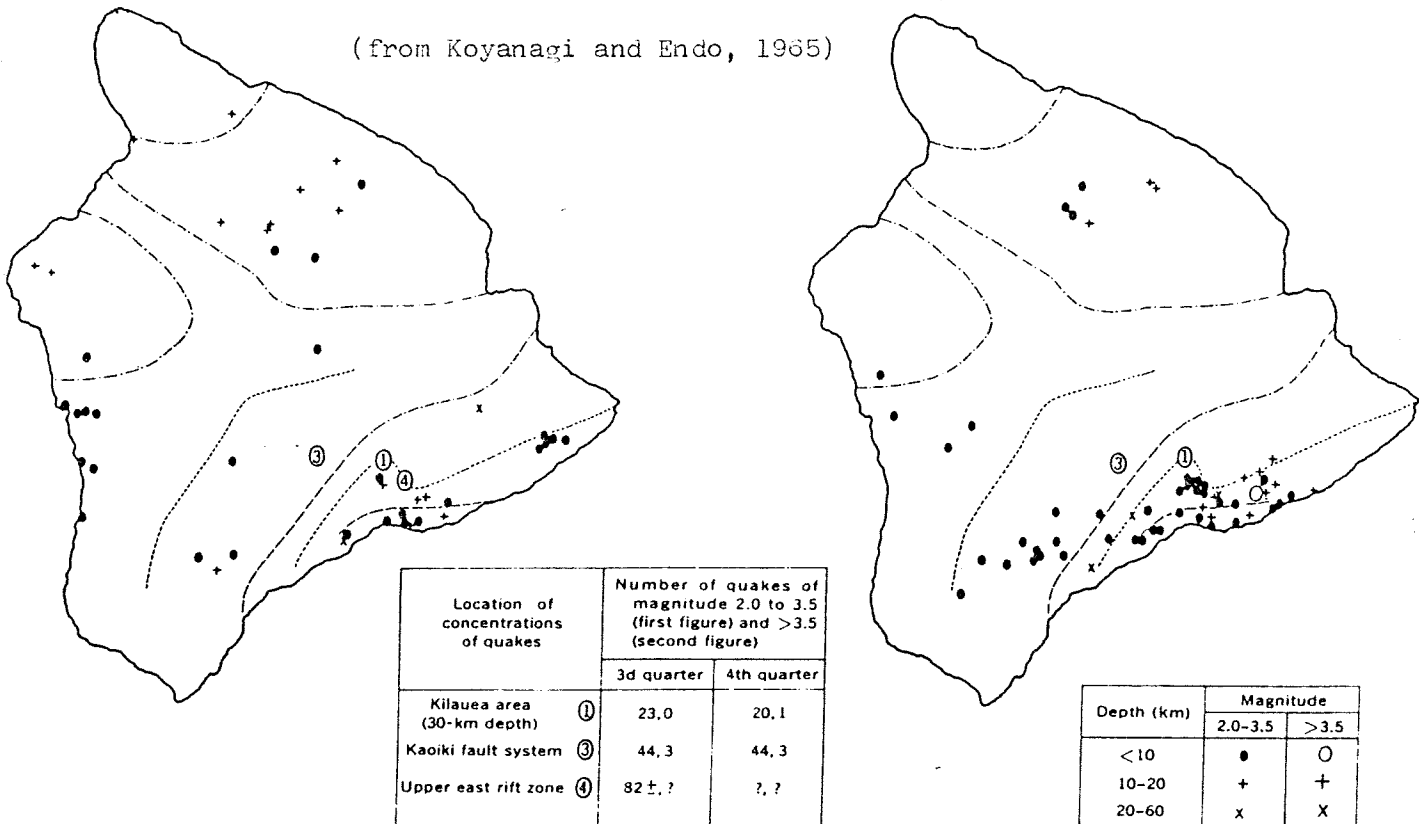 (from Koyanagi and Endo, 1965)
③
①
④
③
①
Location of
concentrations
of quakes
Number of quakes of
magnitude 2.0 to 3.5
(first figure) and >3.5
(second figure)
3d quarter 4th quarter
Kilauea area
(30-km depth) ① 23,0 20,1
Kaoiki fault system ③ 44,3 44,3
Upper east rift zone ④ 82±,? ?,?
Depth (km) Magnitude
2.0-3.5 >3.5
<10 ● ○
10-20 + +
20-60 x x